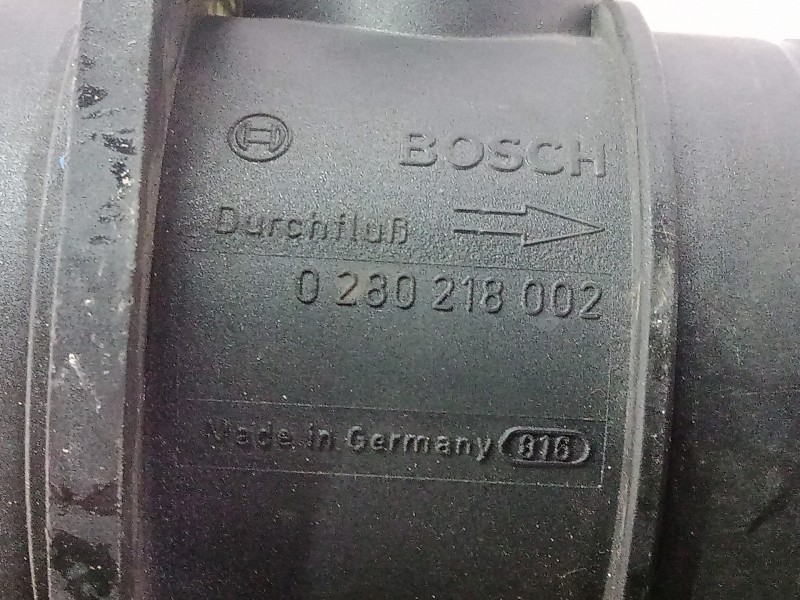 BOSCH
Durchfluß
0 280 218 002
Made in Germany 816